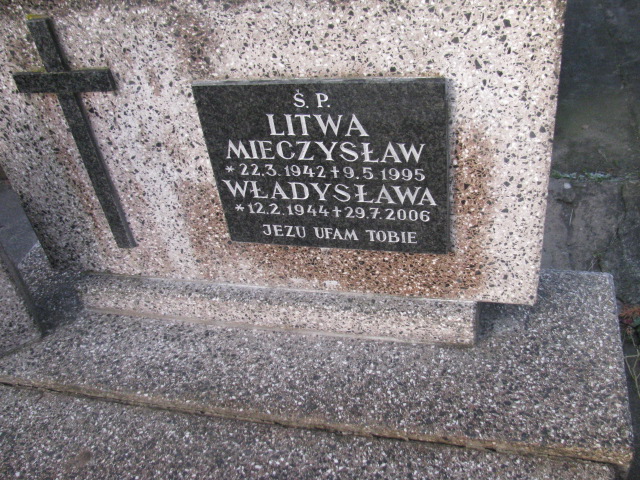 Ś. P.
LITWA
MIECZYSŁAW
*22.3.1942+9.5.1995
WŁADYSŁAWA
*12.2.1944+29.7.2006
JEZU UFAM TOBIE